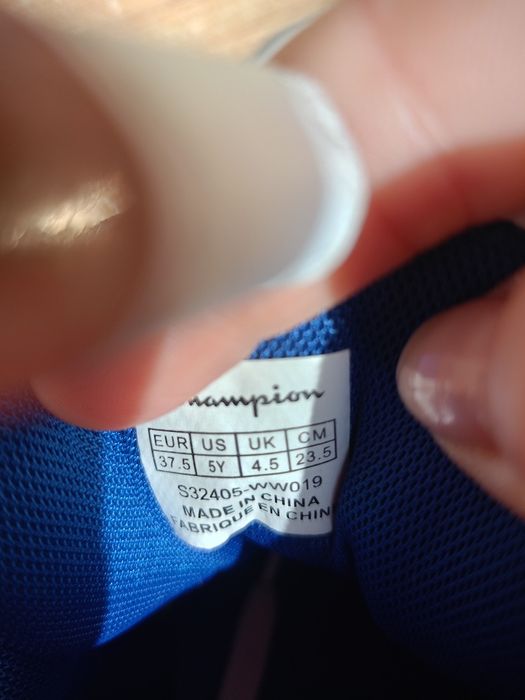 hampion
EUR US UK CM
37.5 5Y 4.5 23.5
S32405-WW019
MADE IN CHINA
FABRIQUE EN CHIN